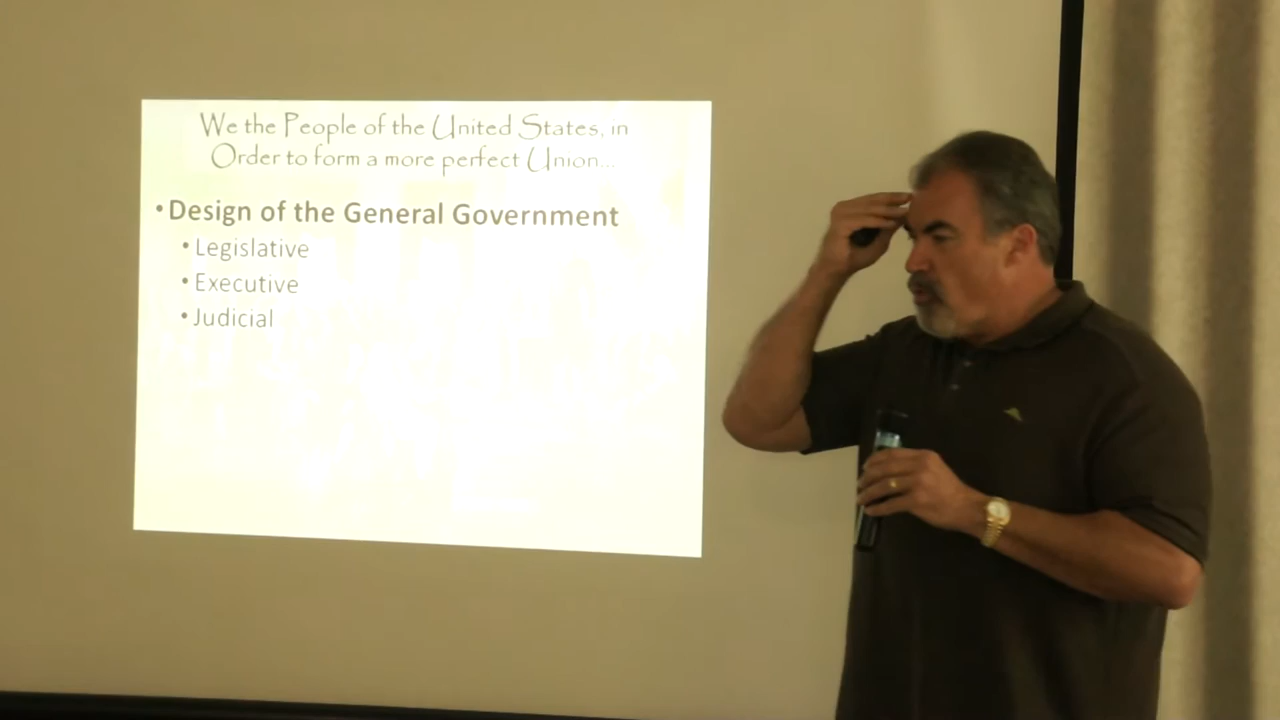 We the People of the United States, in
Order to form a more perfect Union...
• Design of the General Government
• Legislative
• Executive
• Judicial